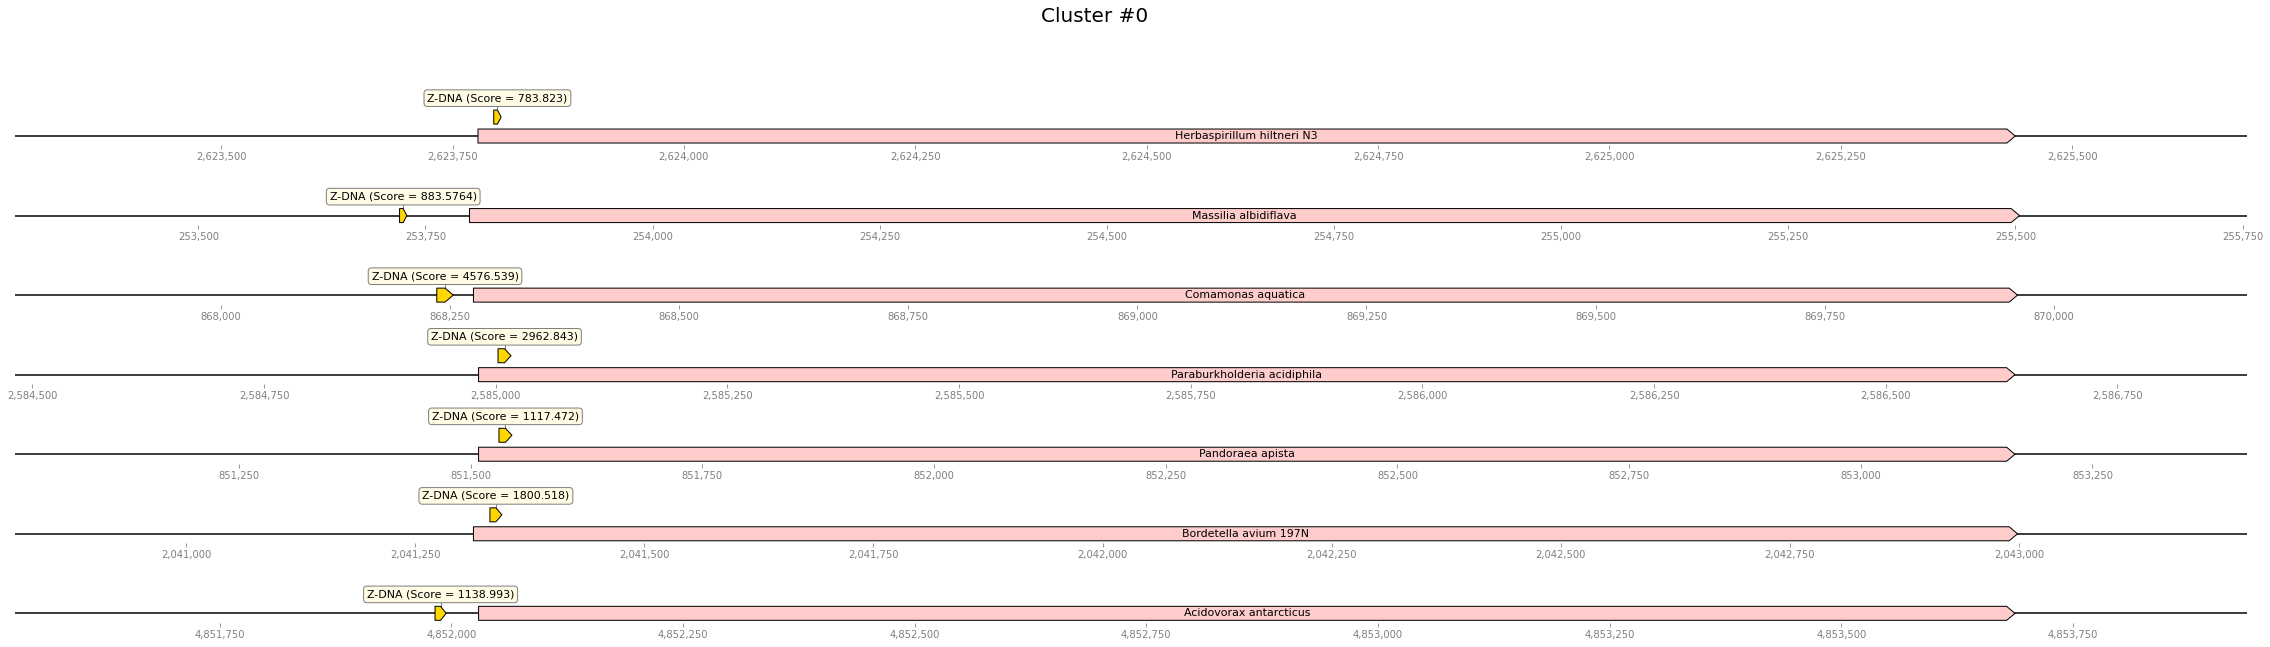 Cluster #0
Z-DNA (Score = 783.823)
Herbaspirillum hiltneri N3
2,623,500 2,623,750 2,624,000 2,624,250 2,624,500 2,624,750 2,625,000 2,625,250 2,625,500
Z-DNA (Score = 883.5764)
Massilia albidiflava
253,500 253,750 254,000 254,250 254,500 254,750 255,000 255,250 255,500 255,750
Z-DNA (Score = 4576.539)
Comamonas aquatica
868,000 868,250 868,500 868,750 869,000 869,250 869,500 869,750 870,000
Z-DNA (Score = 2962.843)
Paraburkholderia acidiphila
2,584,500 2,584,750 2,585,000 2,585,250 2,585,500 2,585,750 2,586,000 2,586,250 2,586,500 2,586,750
Z-DNA (Score = 1117.472)
Pandoraea apista
851,250 851,500 851,750 852,000 852,250 852,500 852,750 853,000 853,250
Z-DNA (Score = 1800.518)
Bordetella avium 197N
2,041,000 2,041,250 2,041,500 2,041,750 2,042,000 2,042,250 2,042,500 2,042,750 2,043,000
Z-DNA (Score = 1138.993)
Acidovorax antarcticus
4,851,750 4,852,000 4,852,250 4,852,500 4,852,750 4,853,000 4,853,250 4,853,500 4,853,750